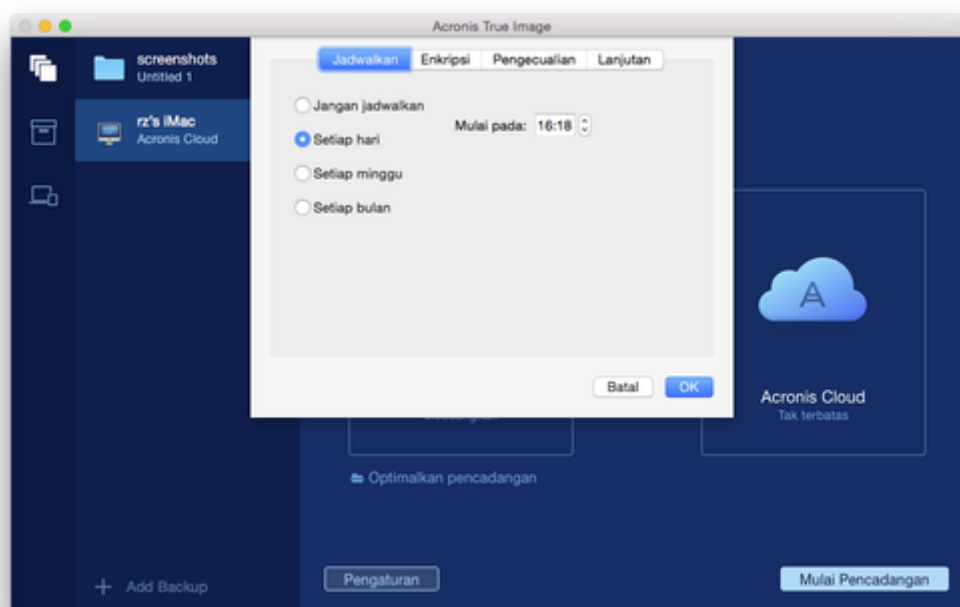 Acronis True Image
screenshots
Untitled 1
rz's iMac
Acronis Cloud
Jadwalkan Enkripsi Pengecualian Lanjutan
Jangan jadwalkan
Mulai pada: 16:18
Setiap hari
Setiap minggu
Setiap bulan
Batal OK
Acronis Cloud
Tak terbatas
Optimalkan pencadangan
Add Backup
Pengaturan
Mulai Pencadangan